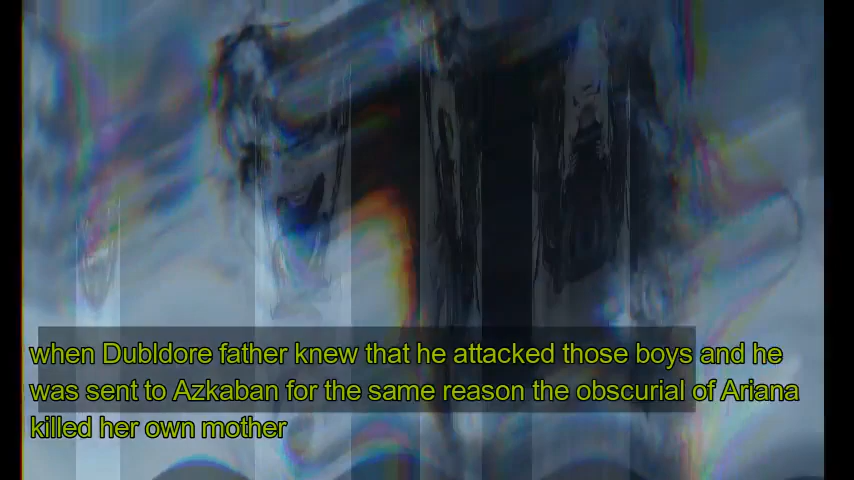 when Dubldore father knew that he attacked those boys and he
was sent to Azkaban for the same reason the obscurial of Ariana
killed her own mother